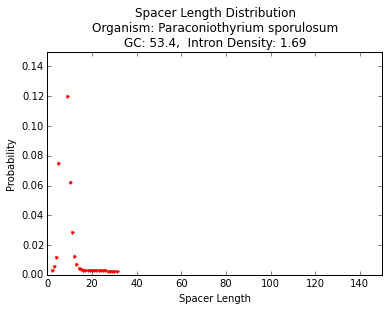 Spacer Length Distribution
Organism: Paraconiothyrium sporulosum
GC: 53.4,  Intron Density: 1.69
0.14
0.12
0.10
0.08
0.06
0.04
0.02
0.00
Probability
0 20 40 60 80 100 120 140
Spacer Length